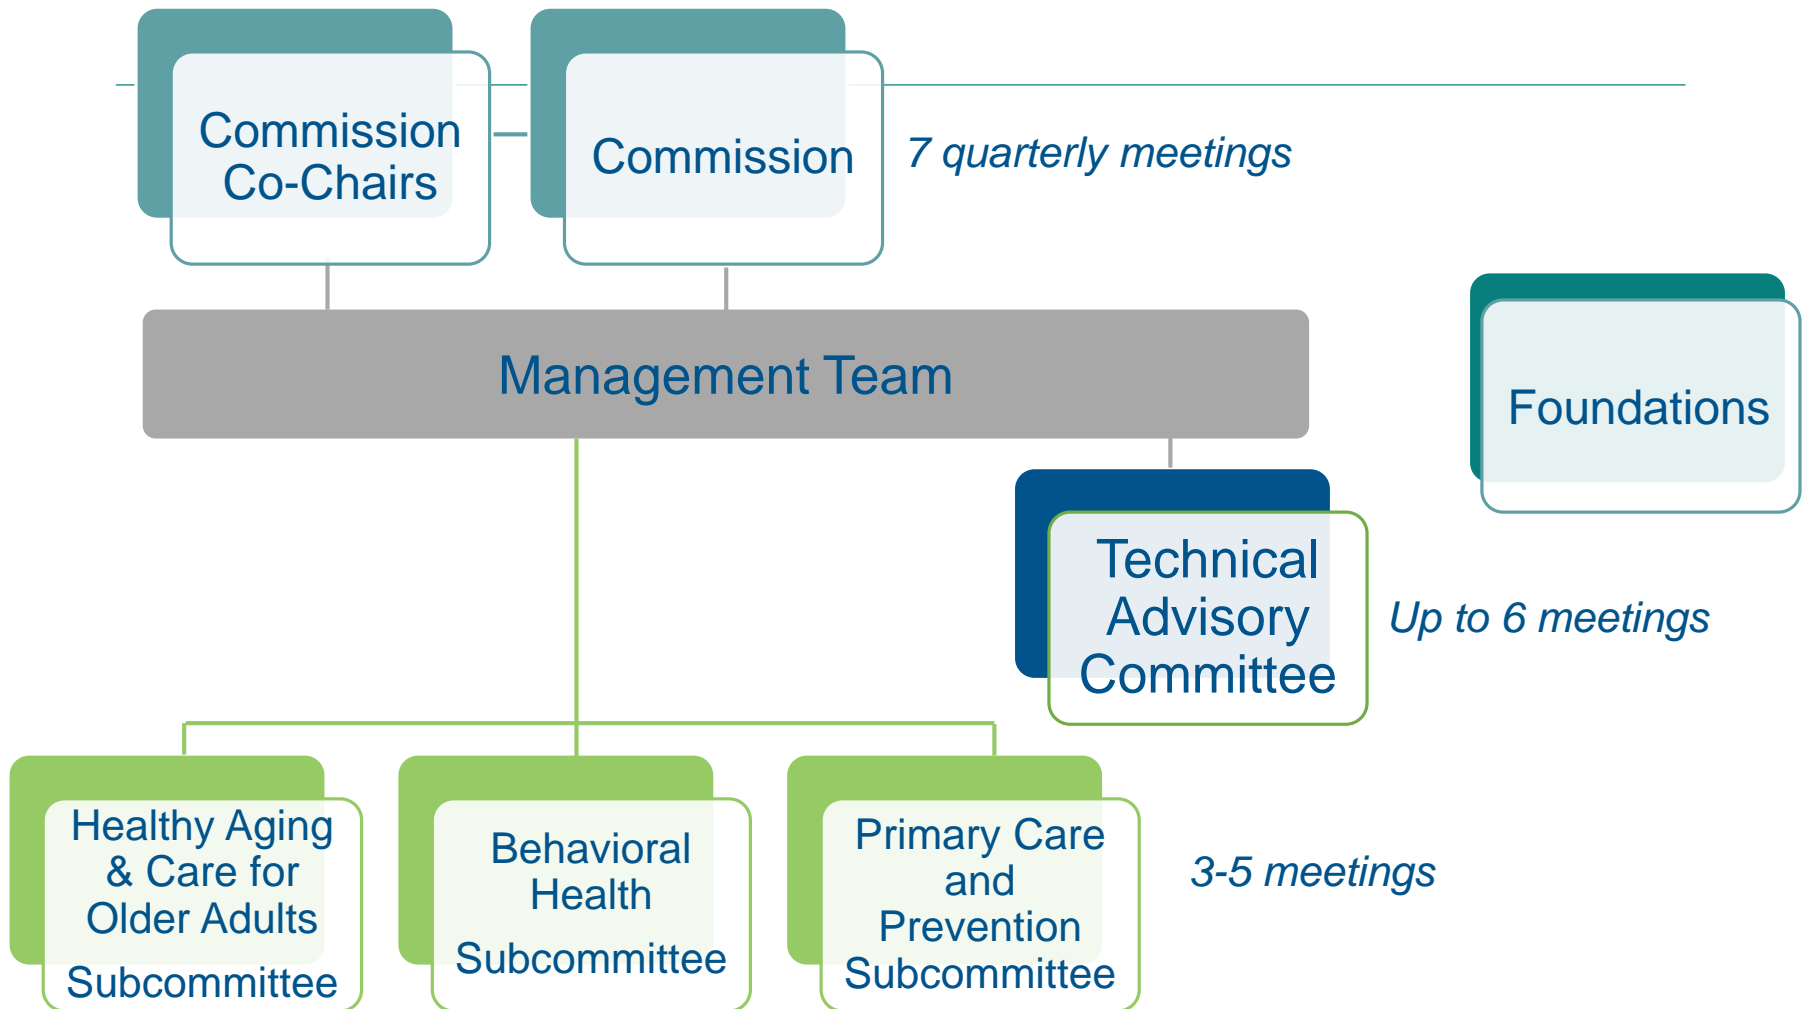 Commission
Co-Chairs
Commission
7 quarterly meetings
Management Team
Foundations
Technical
Advisory
Committee
Up to 6 meetings
Healthy Aging
& Care for
Older Adults
Subcommittee
Behavioral
Health
Subcommittee
Primary Care
and
Prevention
Subcommittee
3-5 meetings